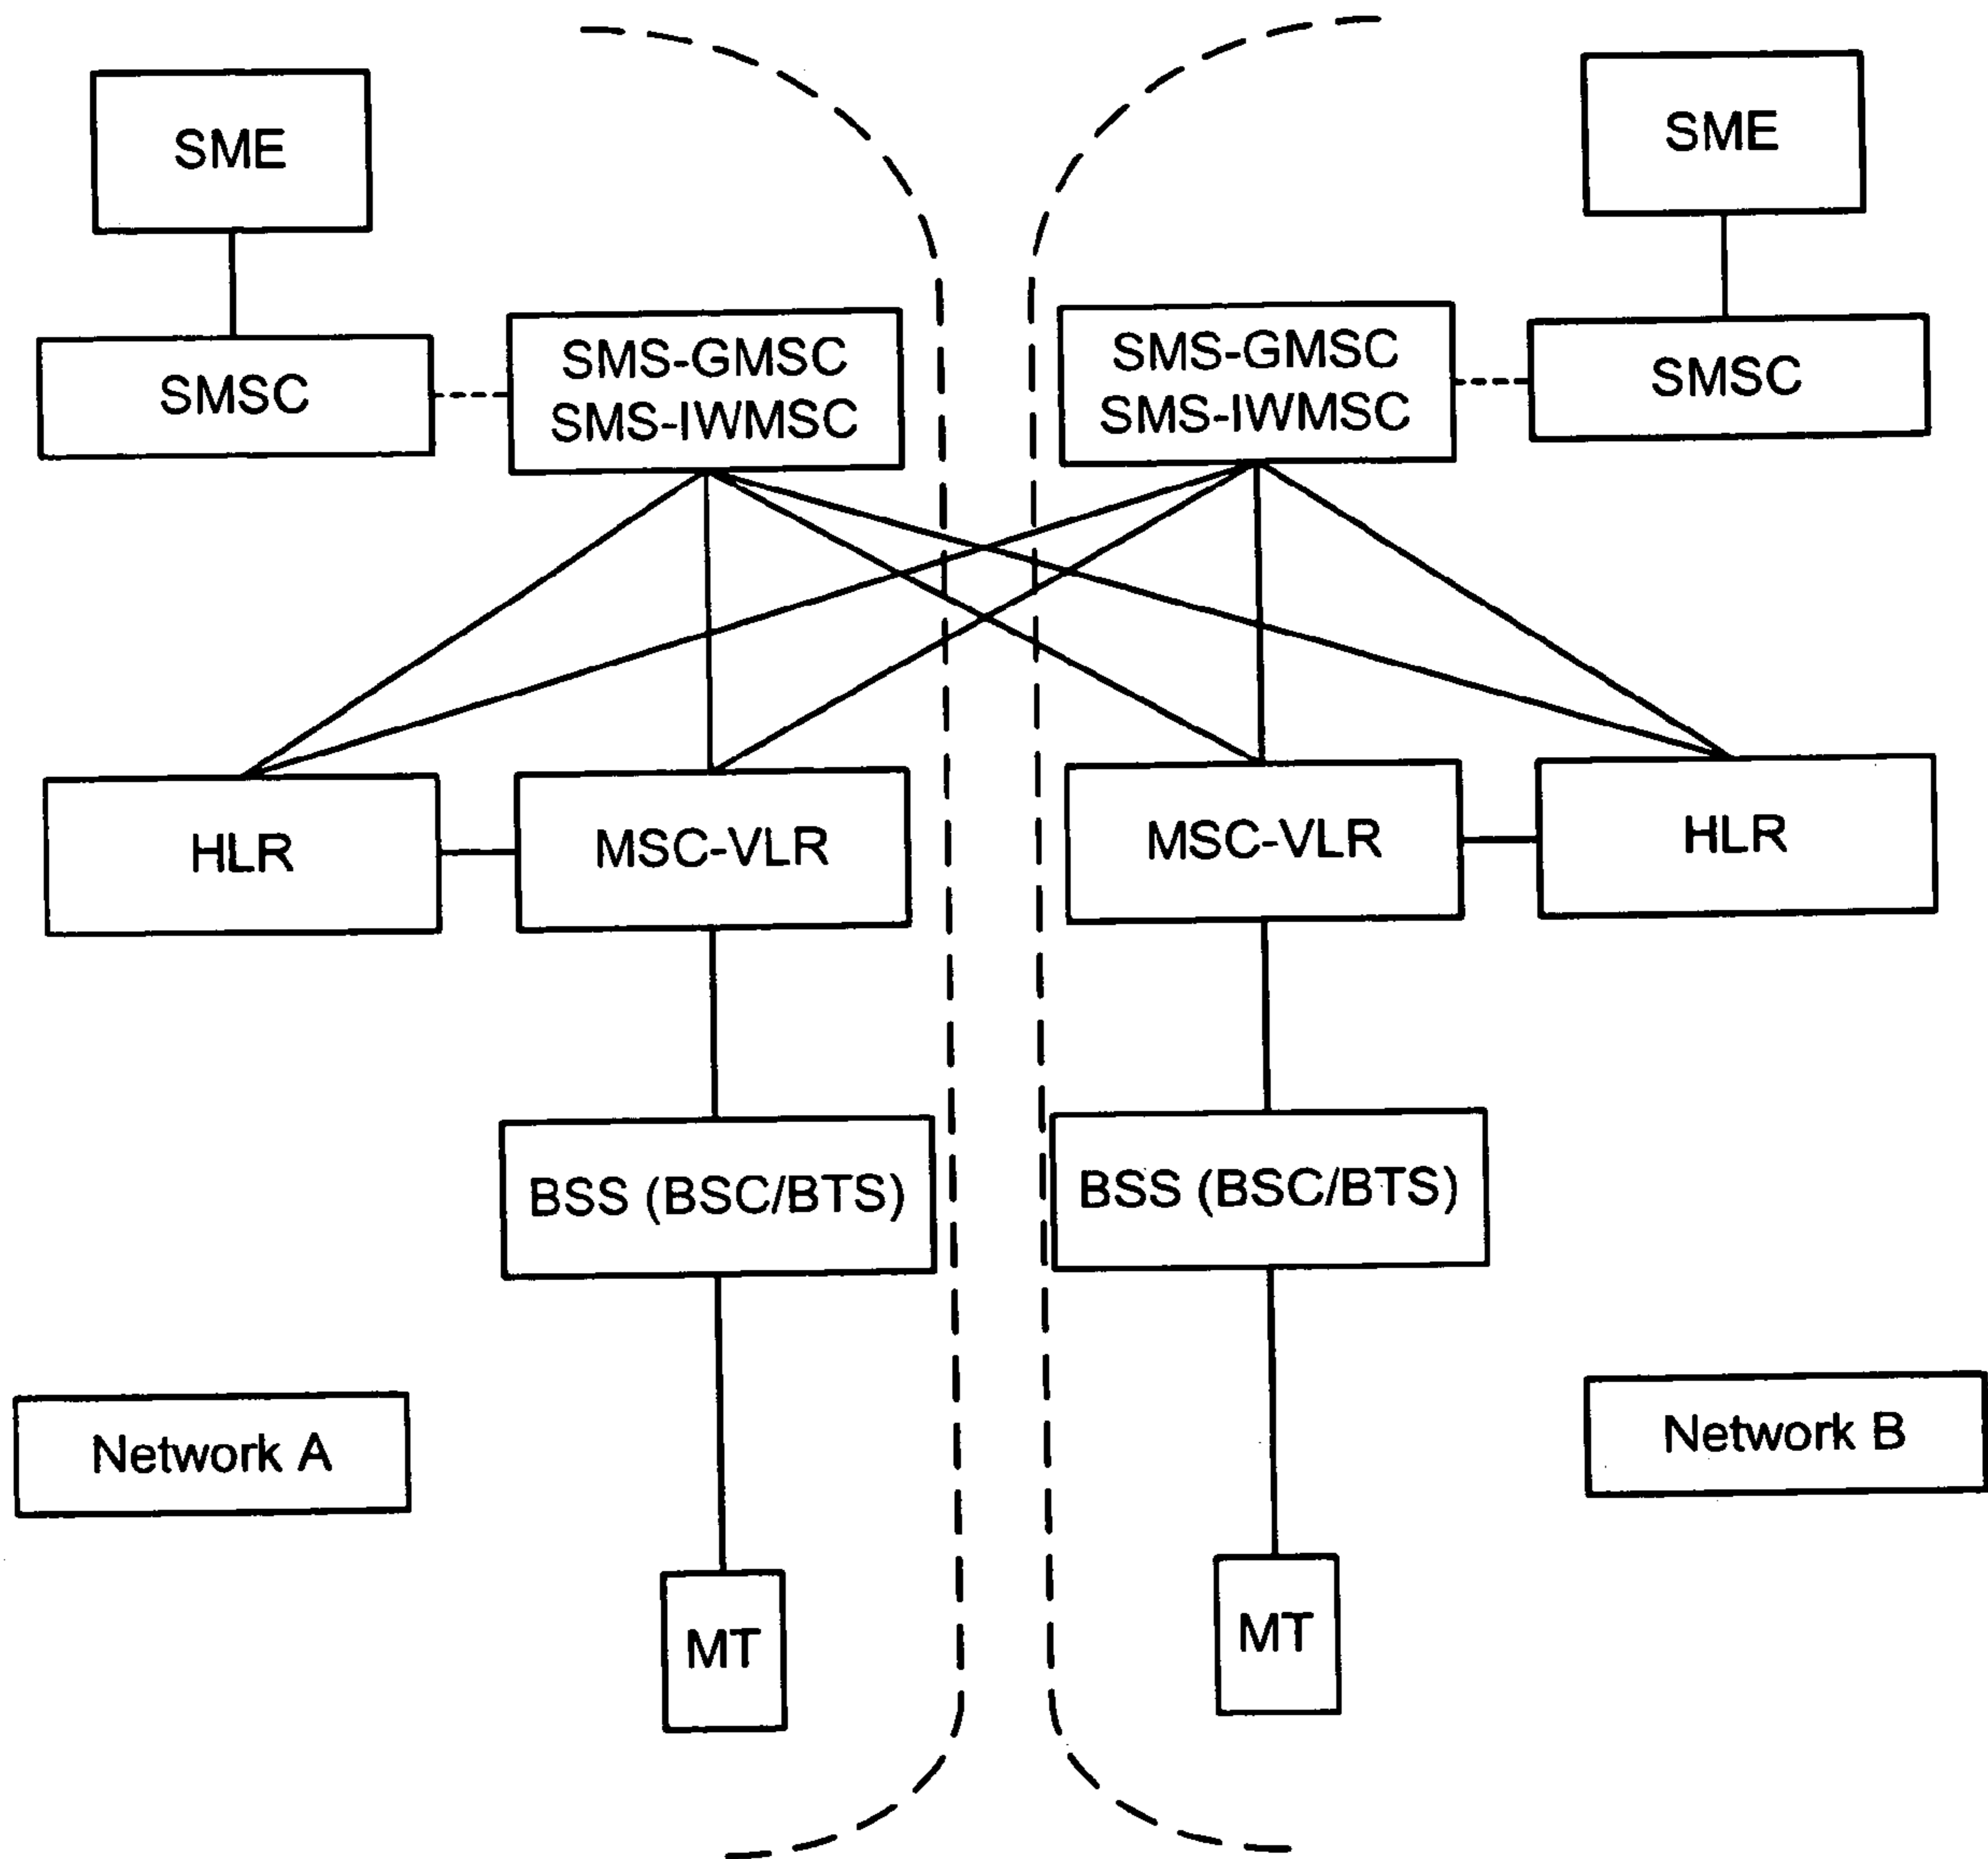 SME
SME
SMSC
SMS-GMSC
SMS-IWMSC
SMS-GMSC
SMS-IWMSC
SMSC
HLR
MSC-VLR
MSC-VLR
HLR
BSS (BSC/BTS)
BSS (BSC/BTS)
Network A
Network B
MT
MT